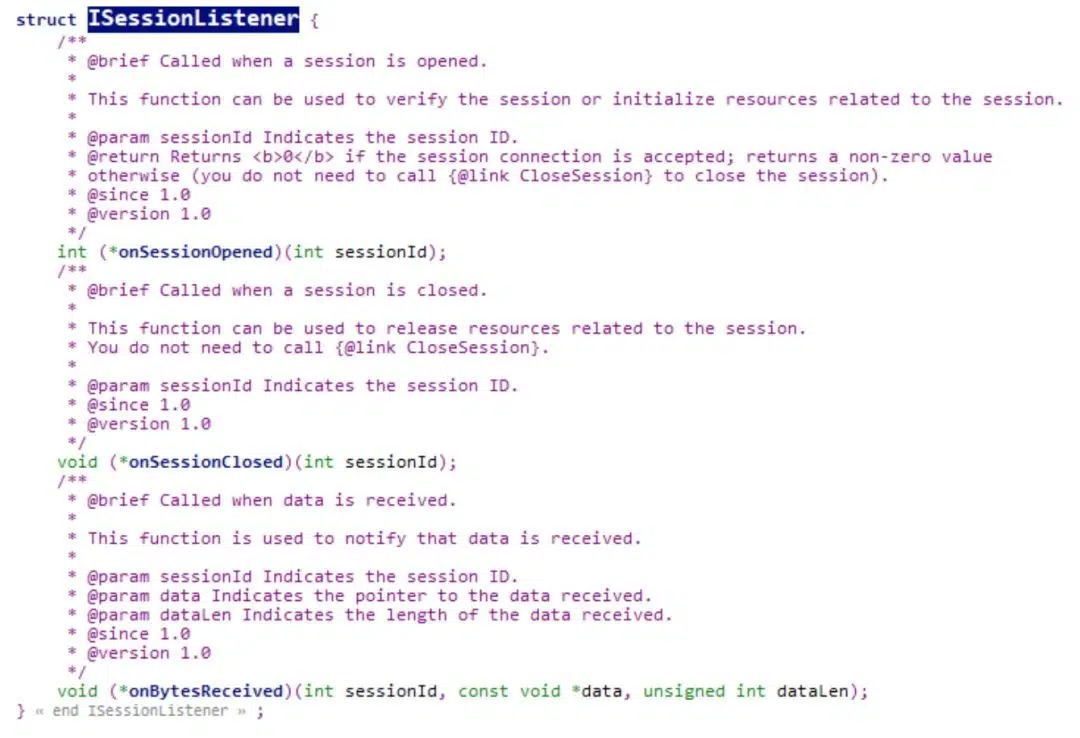 struct ISessionListener {
/**
* @brief Called when a session is opened.
*
* This function can be used to verify the session or initialize resources related to the session.
*
* @param sessionId Indicates the session ID.
* @return Returns <b>0</b> if the session connection is accepted; returns a non-zero value
* otherwise (you do not need to call {@link CloseSession} to close the session).
* @since 1.0
* @version 1.0
*/
int (*onSessionOpened)(int sessionId);
/**
* @brief Called when a session is closed.
*
* This function can be used to release resources related to the session.
* You do not need to call {@link CloseSession}.
*
* @param sessionId Indicates the session ID.
* @since 1.0
* @version 1.0
*/
void (*onSessionClosed)(int sessionId);
/**
* @brief Called when data is received.
*
* This function is used to notify that data is received.
*
* @param sessionId Indicates the session ID.
* @param data Indicates the pointer to the data received.
* @param dataLen Indicates the length of the data received.
* @since 1.0
* @version 1.0
*/
void (*onBytesReceived)(int sessionId, const void *data, unsigned int dataLen);
} « end ISessionListener » ;